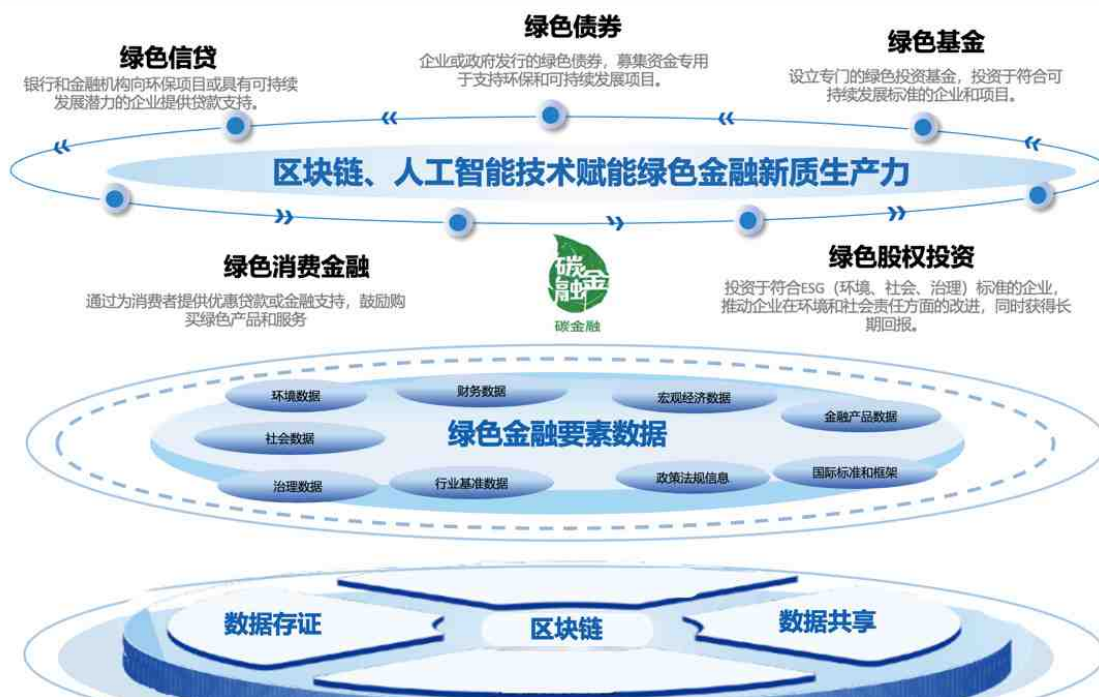 绿色信贷
银行和金融机构向环保项目或具有可持续
发展潜力的企业提供贷款支持。
绿色债券
企业或政府发行的绿色债券，募集资金专用
于支持环保和可持续发展项目。
绿色基金
设立专门的绿色投资基金，投资于符合可
持续发展标准的企业和项目。
区块链、人工智能技术赋能绿色金融新质生产力
绿色消费金融
通过为消费者提供优惠贷款或金融支持，鼓励购
买绿色产品和服务
碳金融
碳金融
绿色股权投资
投资于符合ESG（环境、社会、治理）标准的企业，
推动企业在环境和社会责任方面的改进，同时获得长
期回报。
环境数据
财务数据
宏观经济数据
金融产品数据
社会数据
绿色金融要素数据
治理数据
行业基准数据
政策法规信息
国际标准和框架
数据存证
区块链
数据共享